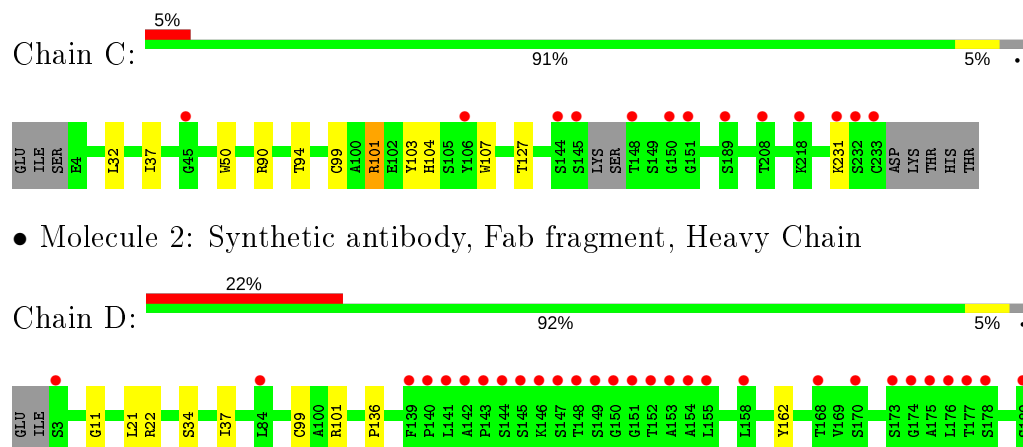 5%
Chain C:
91% 5% •
GLU ILE SER E4 L32 I37 G45 W50 R90 T94 C99 A100 R101 E102 Y103 H104 S105 Y106 W107 T127 S144 S145 LYS SER T148 S149 G150 G151 S189 T208 K218 K231 S232 C233 ASP LYS THR HIS THR
• Molecule 2: Synthetic antibody, Fab fragment, Heavy Chain
22%
Chain D:
92% 5% •
GLU ILE S3 G11 L21 R22 S34 I37 L84 C99 A100 R101 P136 F139 P140 L141 A142 P143 S144 S145 K146 S147 T148 S149 G150 G151 T152 A153 A154 L155 L158 Y162 T168 V169 S170 S173 G174 A175 L176 T177 S178